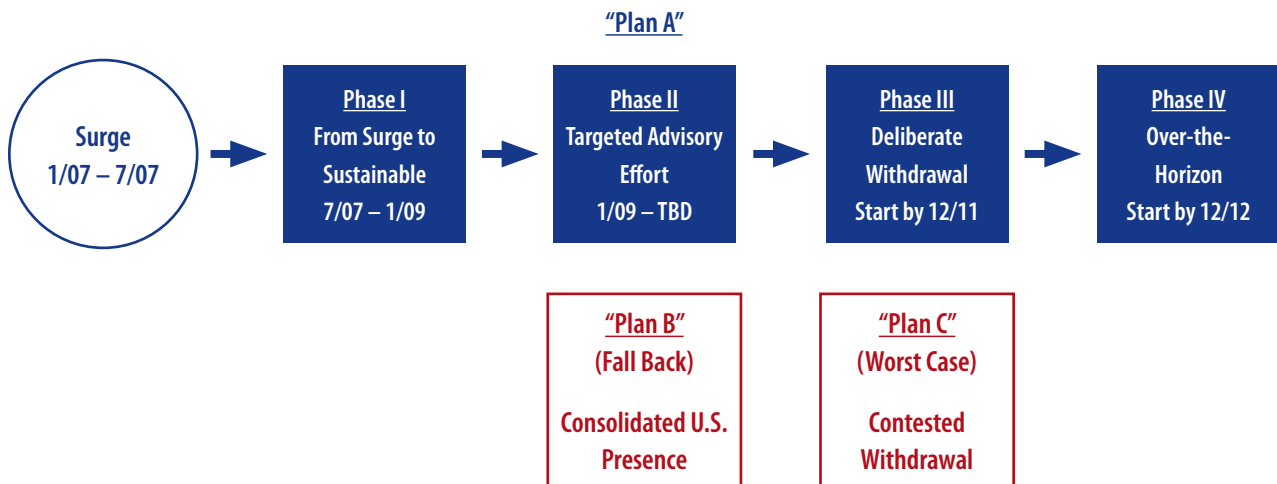 “Plan A”
Surge
1/07 – 7/07
Phase I
From Surge to
Sustainable
7/07 – 1/09
Phase II
Targeted Advisory
Effort
1/09 – TBD
Phase III
Deliberate
Withdrawal
Start by 12/11
Phase IV
Over-the-
Horizon
Start by 12/12
“Plan B”
(Fall Back)
Consolidated U.S.
Presence
“Plan C”
(Worst Case)
Contested
Withdrawal